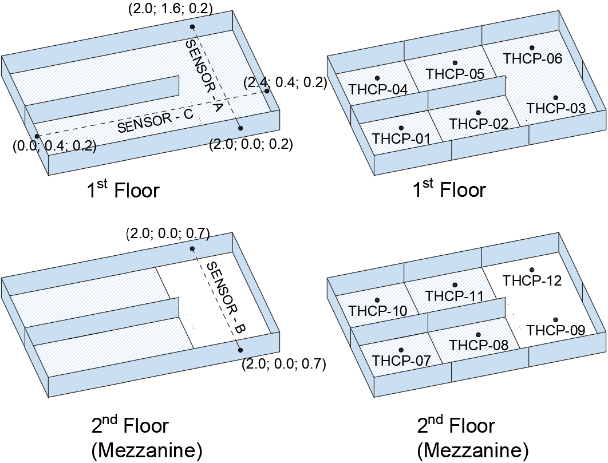 (2.0; 1.6; 0.2)
SENSOR - A
(2.4; 0.4; 0.2)
SENSOR - C
(0.0; 0.4; 0.2)
(2.0; 0.0; 0.2)
1st Floor
THCP-06
THCP-05
THCP-04
THCP-03
THCP-02
THCP-01
1st Floor
(2.0; 0.0; 0.7)
SENSOR - B
(2.0; 0.0; 0.7)
2nd Floor
(Mezzanine)
THCP-12
THCP-11
THCP-10
THCP-09
THCP-08
THCP-07
2nd Floor
(Mezzanine)